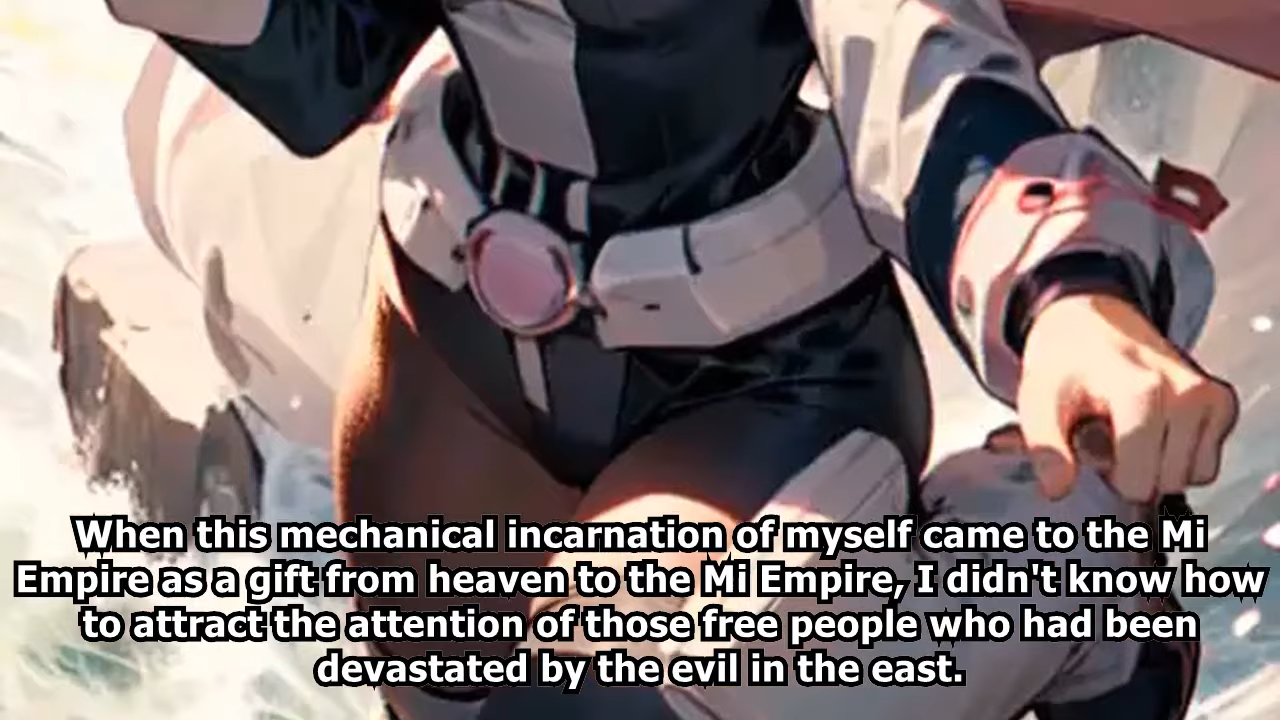 When this mechanical incarnation of myself came to the Mi
Empire as a gift from heaven to the Mi Empire, I didn't know how
to attract the attention of those free people who had been
devastated by the evil in the east.